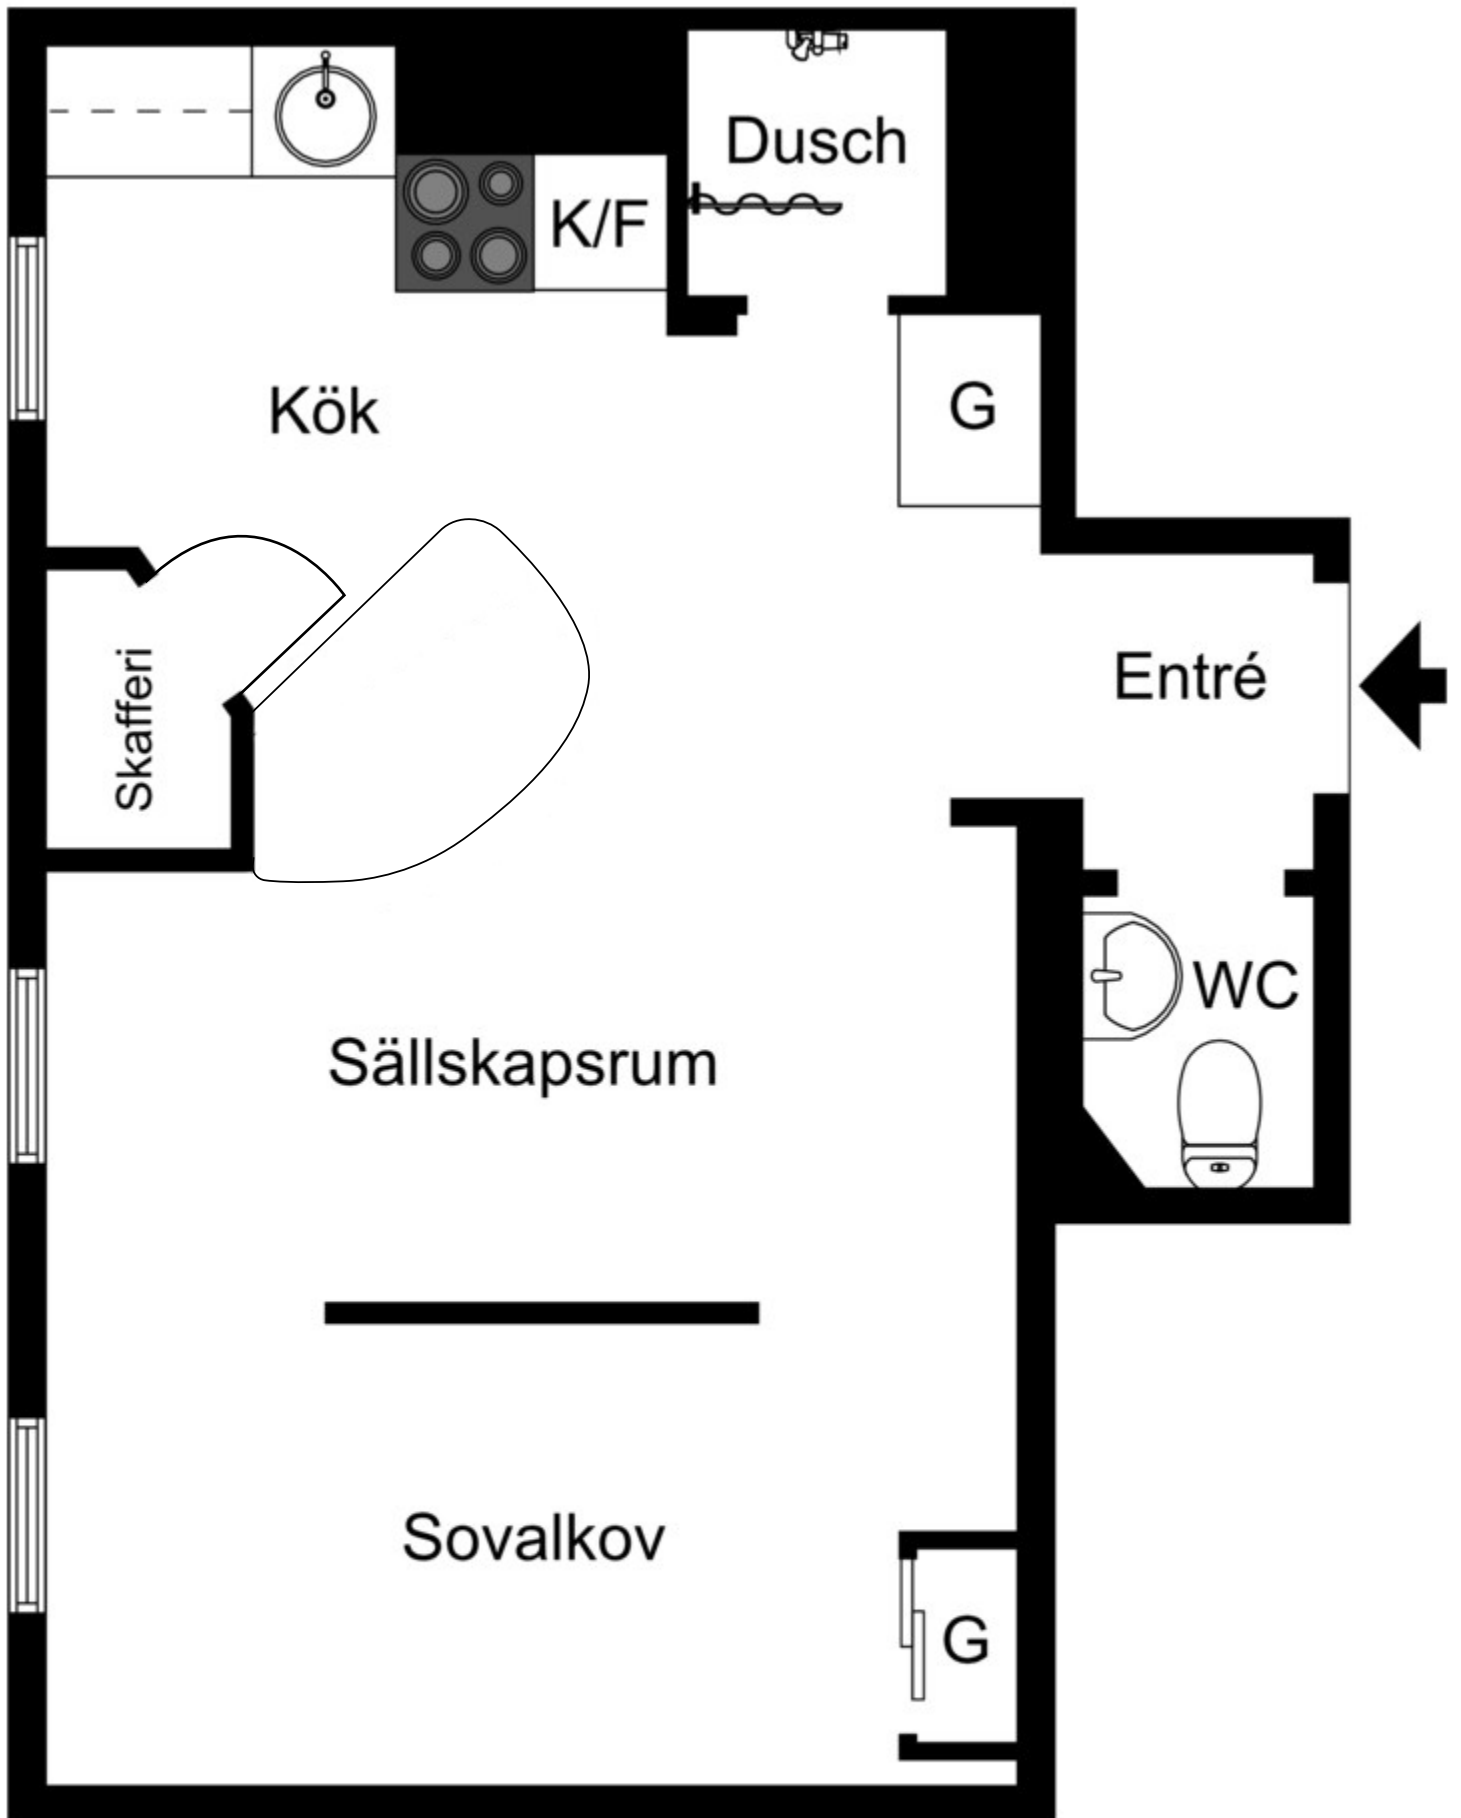 Dusch
K/F
Kök
G
Skafferi
Entré
WC
Sällskapsrum
Sovalkov
G